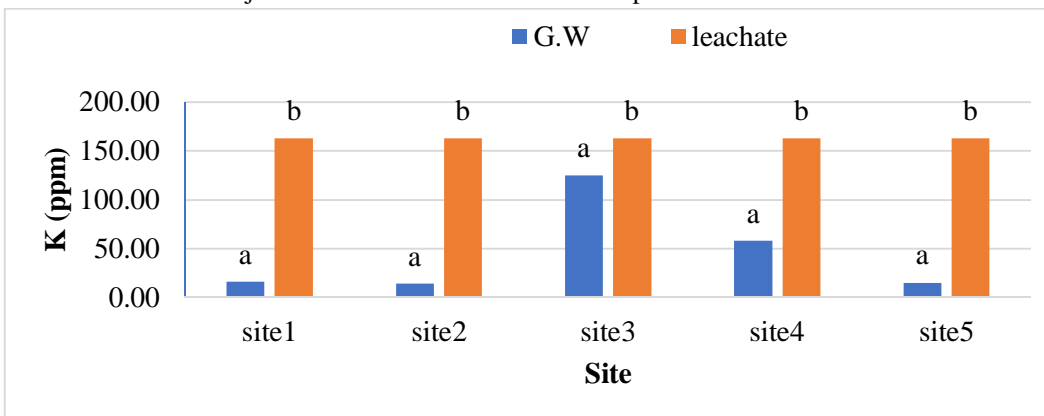 G.W leachate
200.00
150.00
100.00
50.00
0.00
K (ppm)
b b b b b
a a a a a
site1 site2 site3 site4 site5
Site